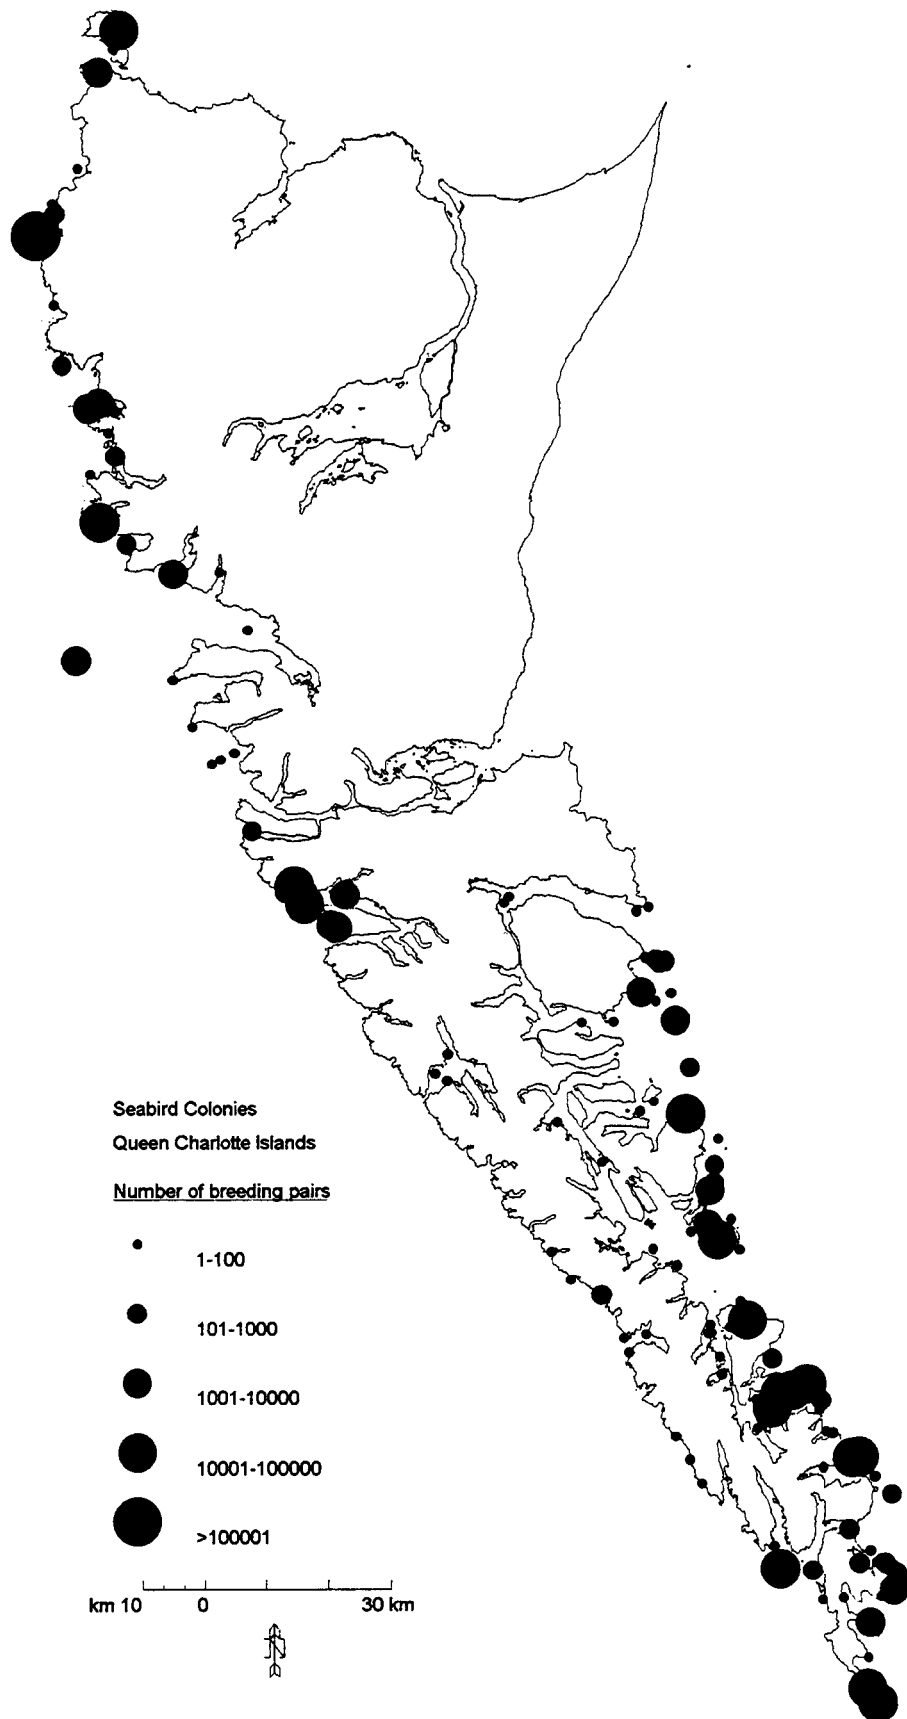 Seabird Colonies
Queen Charlotte Islands
Number of breeding pairs
1-100
101-1000
1001-10000
10001-100000
>100001
km 10 0 30 km
N